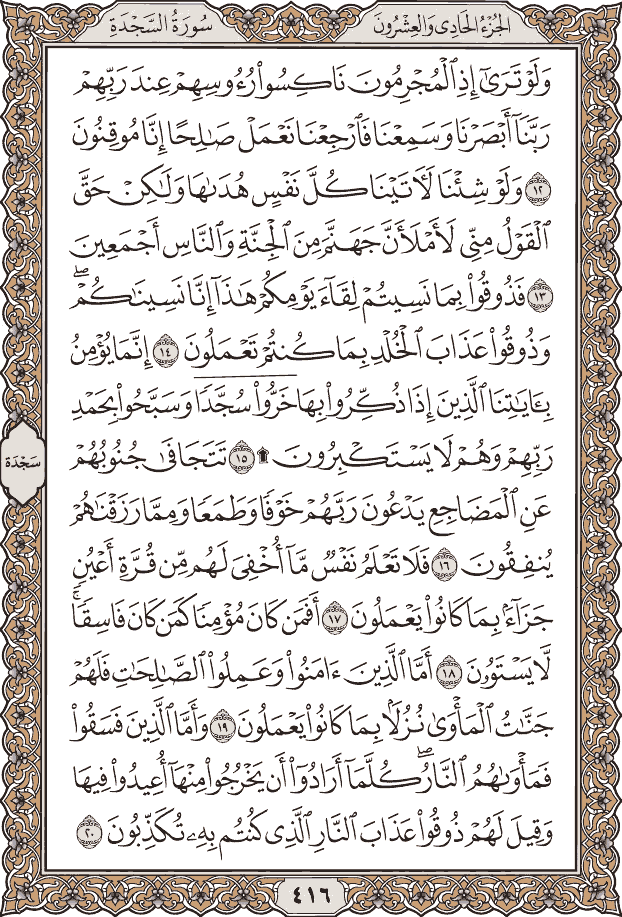 الجُزْءُ الحَادِى وَالعِشْرُونَ
سُورَةُ السَّجْدَةِ
وَلَوْ تَرَىٰٓ إِذِ ٱلْمُجْرِمُونَ نَاكِسُوا۟ رُءُوسِهِمْ عِندَ رَبِّهِمْ
رَبَّنَآ أَبْصَرْنَا وَسَمِعْنَا فَٱرْجِعْنَا نَعْمَلْ صَـٰلِحًا إِنَّا مُوقِنُونَ
١٢ وَلَوْ شِئْنَا لَـَٔاتَيْنَا كُلَّ نَفْسٍ هُدَىٰهَا وَلَـٰكِنْ حَقَّ
ٱلْقَوْلُ مِنِّى لَأَمْلَأَنَّ جَهَنَّمَ مِنَ ٱلْجِنَّةِ وَٱلنَّاسِ أَجْمَعِينَ
١٣ فَذُوقُوا۟ بِمَا نَسِيتُمْ لِقَآءَ يَوْمِكُمْ هَـٰذَآ إِنَّا نَسِينَـٰكُمْ ۖ
وَذُوقُوا۟ عَذَابَ ٱلْخُلْدِ بِمَا كُنتُمْ تَعْمَلُونَ ١٤ إِنَّمَا يُؤْمِنُ
بِـَٔايَـٰتِنَا ٱلَّذِينَ إِذَا ذُكِّرُوا۟ بِهَا خَرُّوا۟ سُجَّدًا وَسَبَّحُوا۟ بِحَمْدِ
رَبِّهِمْ وَهُمْ لَا يَسْتَكْبِرُونَ ۩ ١٥ تَتَجَافَىٰ جُنُوبُهُمْ
سَجْدَة
عَنِ ٱلْمَضَاجِعِ يَدْعُونَ رَبَّهُمْ خَوْفًا وَطَمَعًا وَمِمَّا رَزَقْنَـٰهُمْ
يُنفِقُونَ ١٦ فَلَا تَعْلَمُ نَفْسٌ مَّآ أُخْفِىَ لَهُم مِّن قُرَّةِ أَعْيُنٍ
جَزَآءًۢ بِمَا كَانُوا۟ يَعْمَلُونَ ١٧ أَفَمَن كَانَ مُؤْمِنًا كَمَن كَانَ فَاسِقًا ۚ
لَّا يَسْتَوُۥنَ ١٨ أَمَّا ٱلَّذِينَ ءَامَنُوا۟ وَعَمِلُوا۟ ٱلصَّـٰلِحَـٰتِ فَلَهُمْ
جَنَّـٰتُ ٱلْمَأْوَىٰ نُزُلًۢا بِمَا كَانُوا۟ يَعْمَلُونَ ١٩ وَأَمَّا ٱلَّذِينَ فَسَقُوا۟
فَمَأْوَىٰهُمُ ٱلنَّارُ ۖ كُلَّمَآ أَرَادُوٓا۟ أَن يَخْرُجُوا۟ مِنْهَآ أُعِيدُوا۟ فِيهَا
وَقِيلَ لَهُمْ ذُوقُوا۟ عَذَابَ ٱلنَّارِ ٱلَّذِى كُنتُم بِهِۦ تُكَذِّبُونَ ٢٠
٤١٦